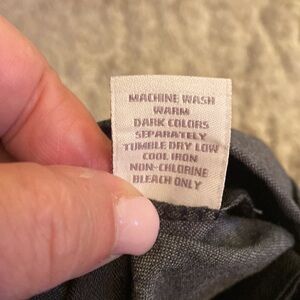 MACHINE WASH
WARM
DARK COLORS
SEPARATELY
TUMBLE DRY LOW
COOL IRON
NON-CHLORINE
BLEACH ONLY